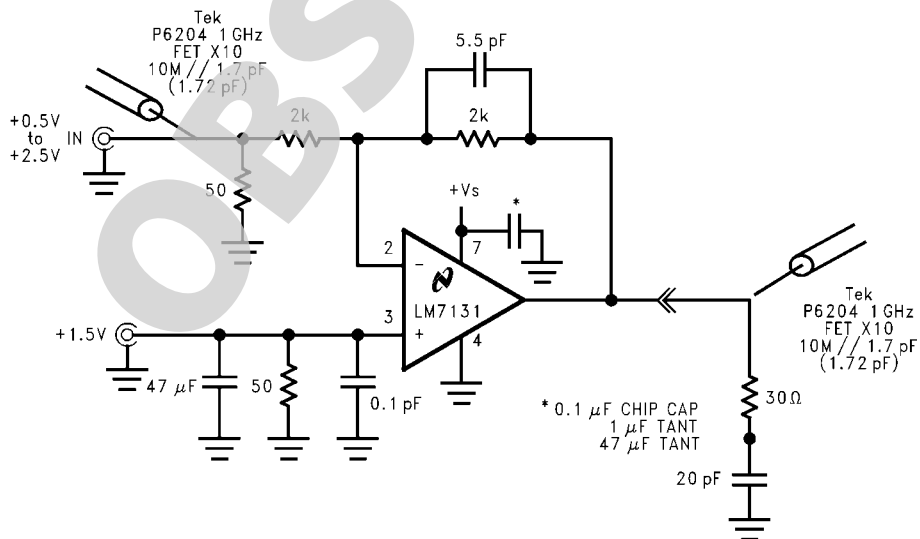 Tek
P6204 1 GHz
FET X10
10M // 1.7 pF
(1.72 pF)
+0.5V
to
+2.5V
IN
2k
50
5.5 pF
2k
+Vs
*
7
2
-
LM7131
3
+
4
+1.5V
47 μF
50
0.1 pF
Tek
P6204 1 GHz
FET X10
10M // 1.7 pF
(1.72 pF)
* 0.1 μF CHIP CAP
1 μF TANT
47 μF TANT
30Ω
20 pF
OBS